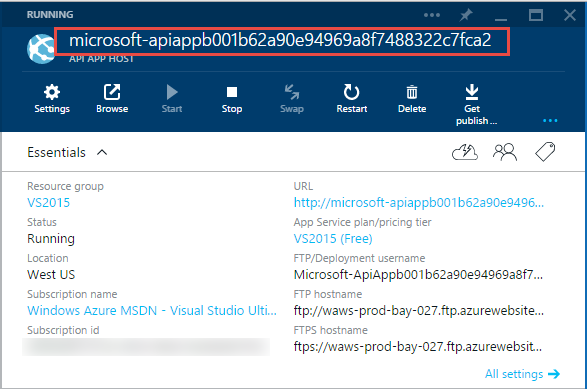 RUNNING
microsoft-apiappb001b62a90e94969a8f7488322c7fca2
API APP HOST
Settings Browse Start Stop Swap Restart Delete Get publish ...
Essentials
Resource group
VS2015
Status
Running
Location
West US
Subscription name
Windows Azure MSDN - Visual Studio Ulti...
Subscription id
URL
http://microsoft-apiappb001b62a90e9496...
App Service plan/pricing tier
VS2015 (Free)
FTP/Deployment username
Microsoft-ApiAppb001b62a90e94969a8f7...
FTP hostname
ftp://waws-prod-bay-027.ftp.azurewebsite...
FTPS hostname
ftps://waws-prod-bay-027.ftp.azurewebsite...
All settings